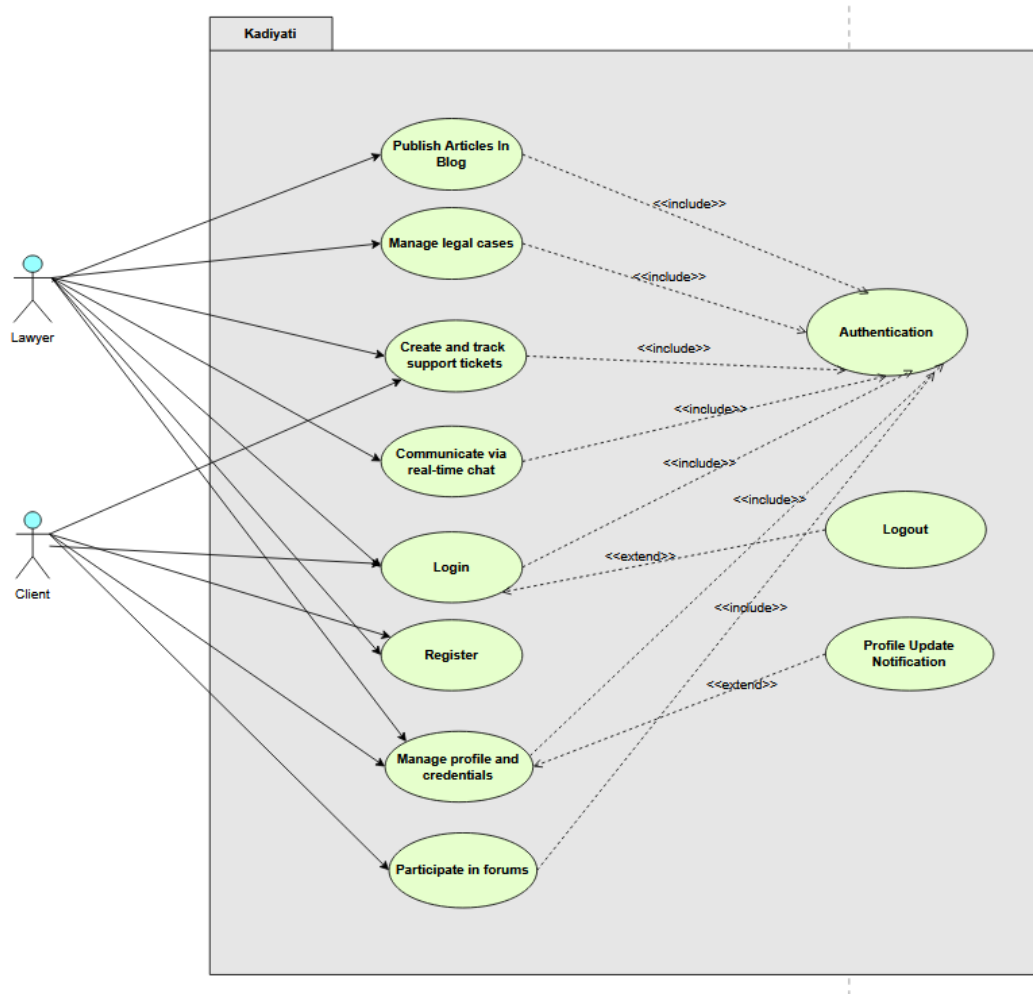 Kadiyati
Publish Articles In
Blog
<<include>>
Manage legal cases
<<include>>
Lawyer
Authentication
Create and track
support tickets
<<include>>
<<include>>
Communicate via
real-time chat
<<include>>
<<include>>
Logout
Client
Login
<<extend>>
<<include>>
Register
Profile Update
Notification
<<extend>>
Manage profile and
credentials
Participate in forums